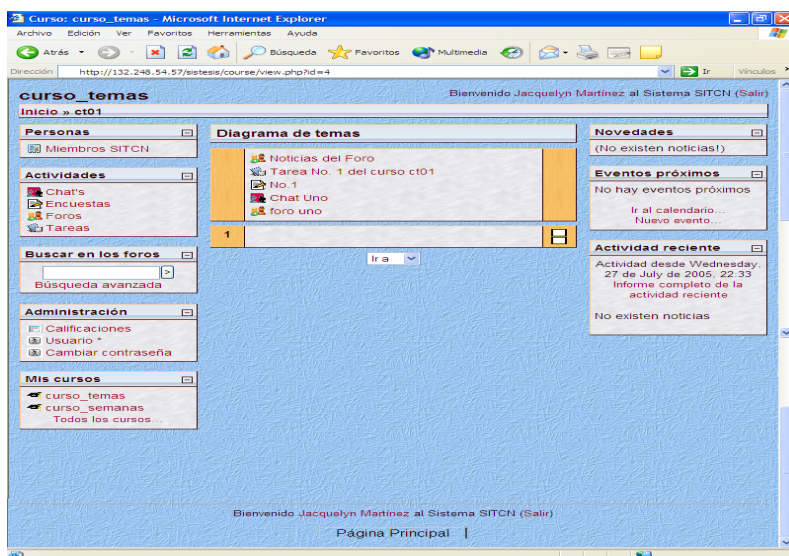 Curso: curso_temas - Microsoft Internet Explorer
Archivo Edición Ver Favoritos Herramientas Ayuda
Atrás Búsqueda Favoritos Multimedia
Dirección http://132.248.54.57/sistesis/course/view.php?id=4 Ir Vínculos
curso_temas
Bienvenido Jacquelyn Martínez al Sistema SITCN (Salir)
Inicio » ct01
Personas
Miembros SITCN
Actividades
Chat's
Encuestas
Foros
Tareas
Buscar en los foros
>
Búsqueda avanzada
Administración
Calificaciones
Usuario *
Cambiar contraseña
Mis cursos
curso_temas
curso_semanas
Todos los cursos...
Diagrama de temas
Noticias del Foro
Tarea No. 1 del curso ct01
No.1
Chat Uno
foro uno
1
Ir a
Novedades
(No existen noticias!)
Eventos próximos
No hay eventos próximos
Ir al calendario...
Nuevo evento...
Actividad reciente
Actividad desde Wednesday,
27 de July de 2005, 22:33
Informe completo de la
actividad reciente
No existen noticias
Bienvenido Jacquelyn Martínez al Sistema SITCN (Salir)
Página Principal |